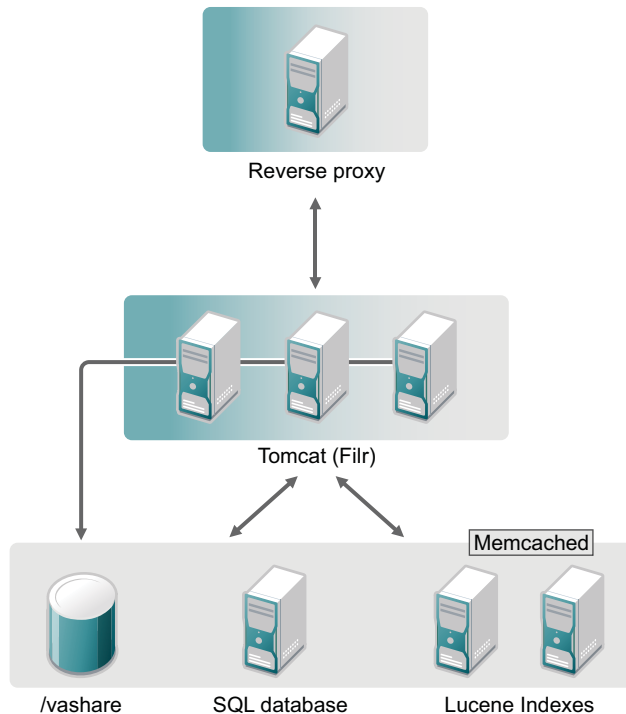 Reverse proxy
Tomcat (Filr)
Memcached
/vashare
SQL database
Lucene Indexes